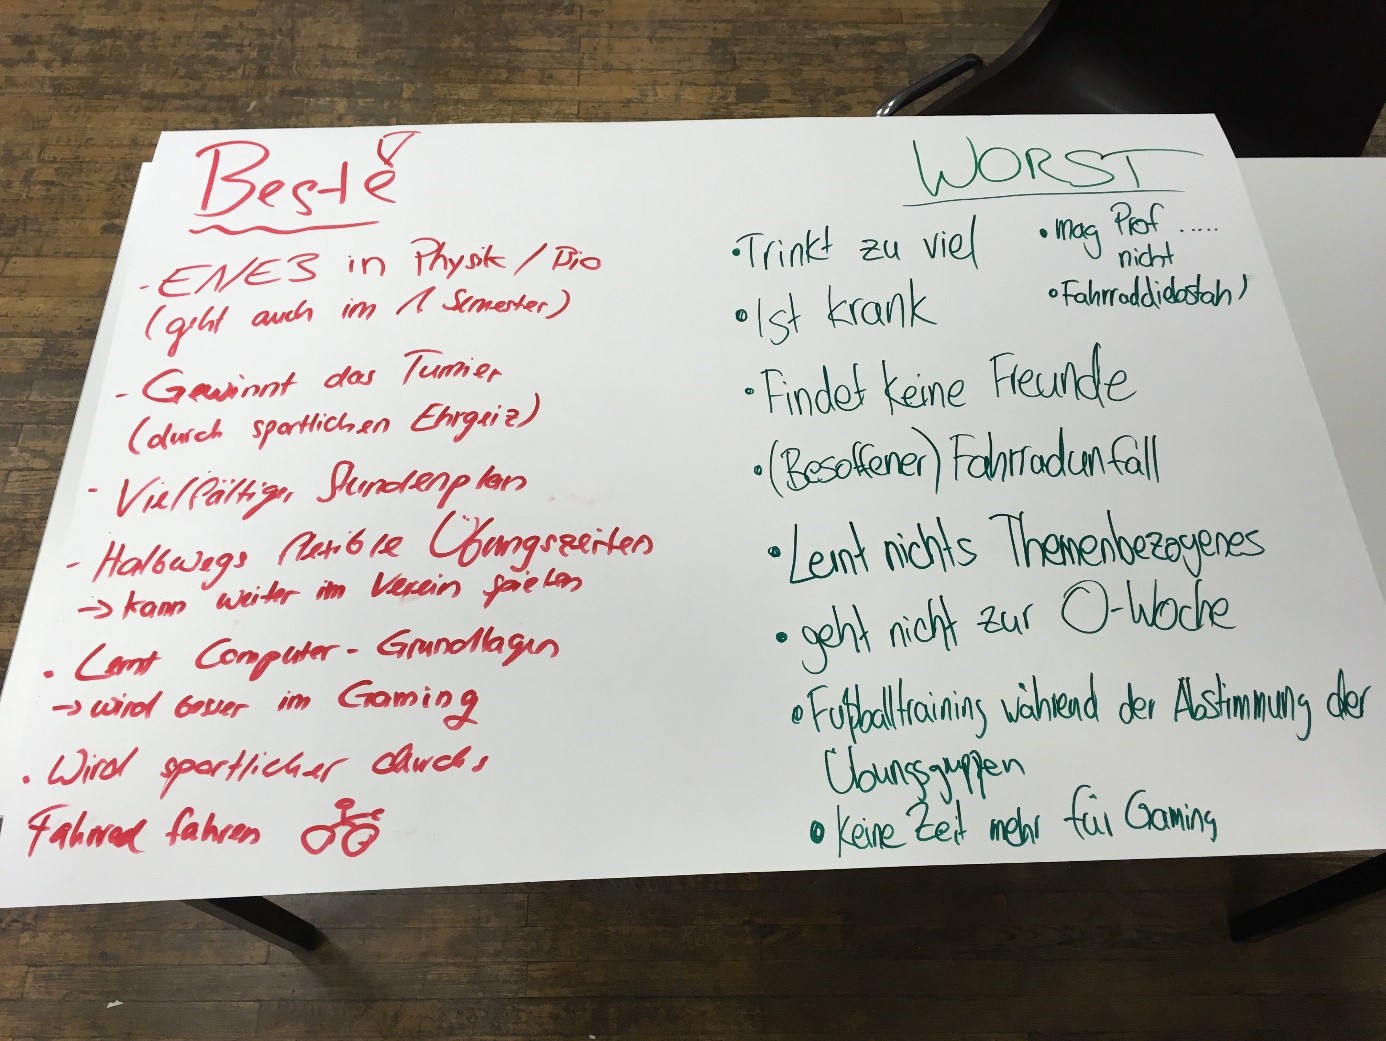 Beste
- ENEB in Physik / Bio
(geht auch im 1. Semester)
- Gewinnt das Turnier
(durch sportlichen Ehrgeiz)
- Vielfältiger Stundenplan
- Halbwegs flexible Übungszeiten
→ kann weiter im Verein spielen
· Lernt Computer-Grundlagen
→ wird besser im Gaming
· Wird sportlicher durchs
Fahrrad fahren
WORST
• Trinkt zu viel
• Ist krank
• Findet keine Freunde
• (Besoffener) Fahrradunfall
• Lernt nichts Themenbezogenes
• geht nicht zur O-Woche
• Fußballtraining während der Abstimmung der
Übungsgruppen
• Keine Zeit mehr für Gaming
• mag Prof .....
nicht
• Fahrraddiebstahl